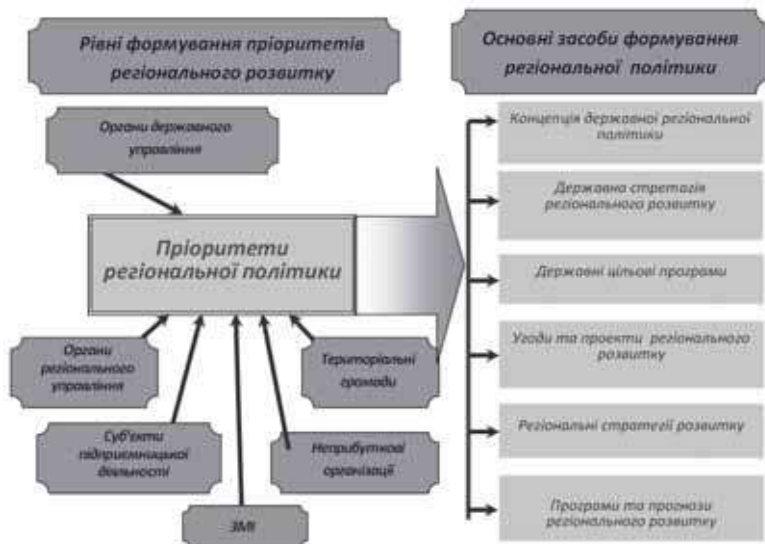 Рівні формування пріоритетів
регіонального розвитку
Органи державного
управління
Пріоритети
регіональної політики
Органи
регіонального
управління
Територіальні
громади
Суб'єкти
підприємницької
діяльності
Неприбуткові
організації
ЗМІ
Основні засоби формування
регіональної політики
Концепція державної регіональної
політики
Державна стретагія
регіонального розвитку
Державні цільові програми
Угоди та проекти регіонального
розвитку
Регіональні стратегії розвитку
Програми та прогнози
регіонального розвитку